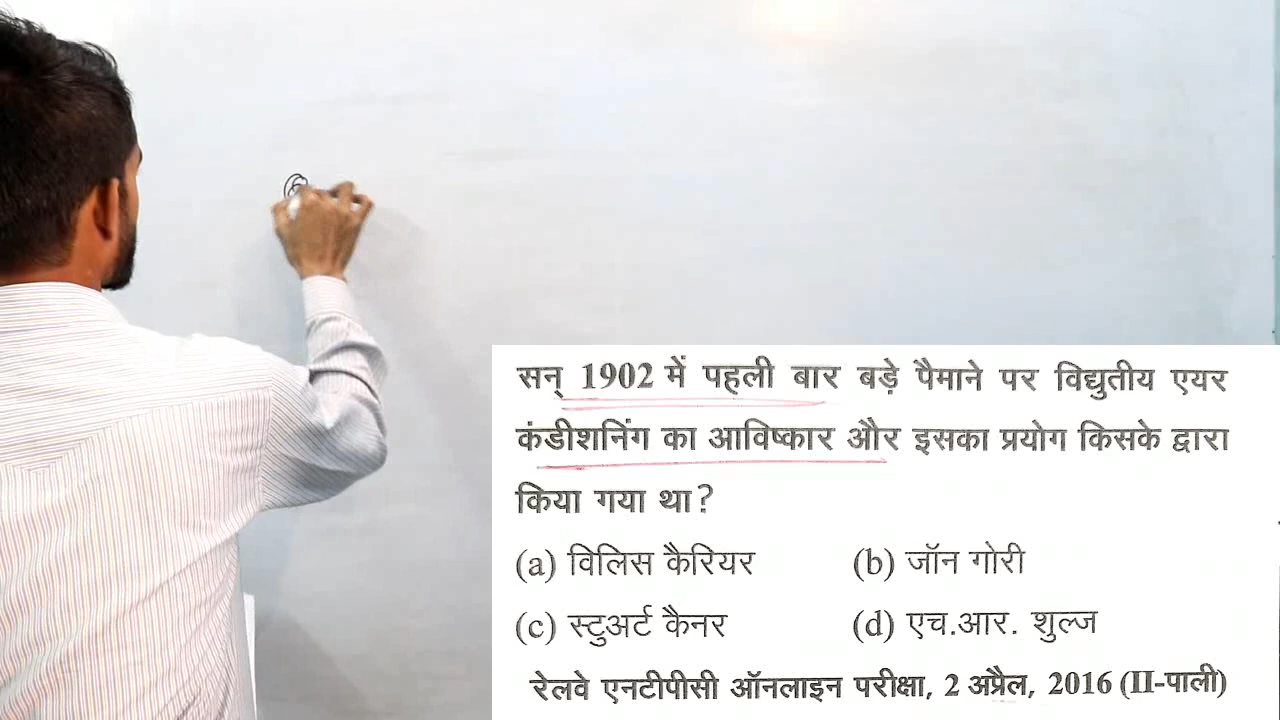 सन् 1902 में पहली बार बड़े पैमाने पर विद्युतीय एयर
कंडीशनिंग का आविष्कार और इसका प्रयोग किसके द्वारा
किया गया था?
(a) विलिस कैरियर (b) जॉन गोरी
(c) स्टुअर्ट कैनर (d) एच.आर. शुल्ज
रेलवे एनटीपीसी ऑनलाइन परीक्षा, 2 अप्रैल, 2016 (II-पाली)